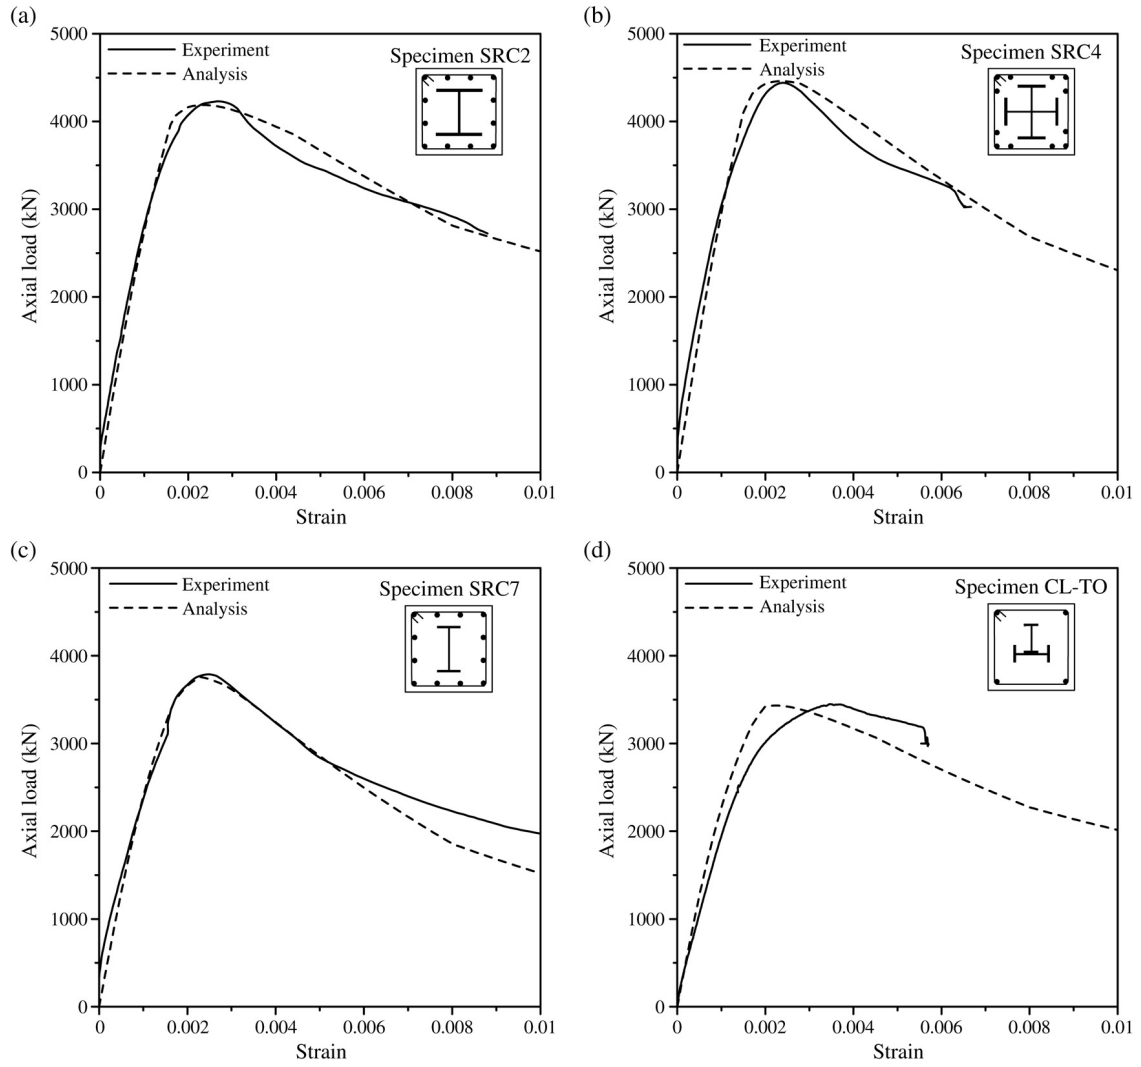 (a)
5000
Experiment
Analysis
Specimen SRC2
4000
3000
2000
1000
0
Axial load (kN)
0 0.002 0.004 0.006 0.008 0.01
Strain
(b)
5000
Experiment
Analysis
Specimen SRC4
4000
3000
2000
1000
0
Axial load (kN)
0 0.002 0.004 0.006 0.008 0.01
Strain
(c)
5000
Experiment
Analysis
Specimen SRC7
4000
3000
2000
1000
0
Axial load (kN)
0 0.002 0.004 0.006 0.008 0.01
Strain
(d)
5000
Experiment
Analysis
Specimen CL-TO
4000
3000
2000
1000
0
Axial load (kN)
0 0.002 0.004 0.006 0.008 0.01
Strain